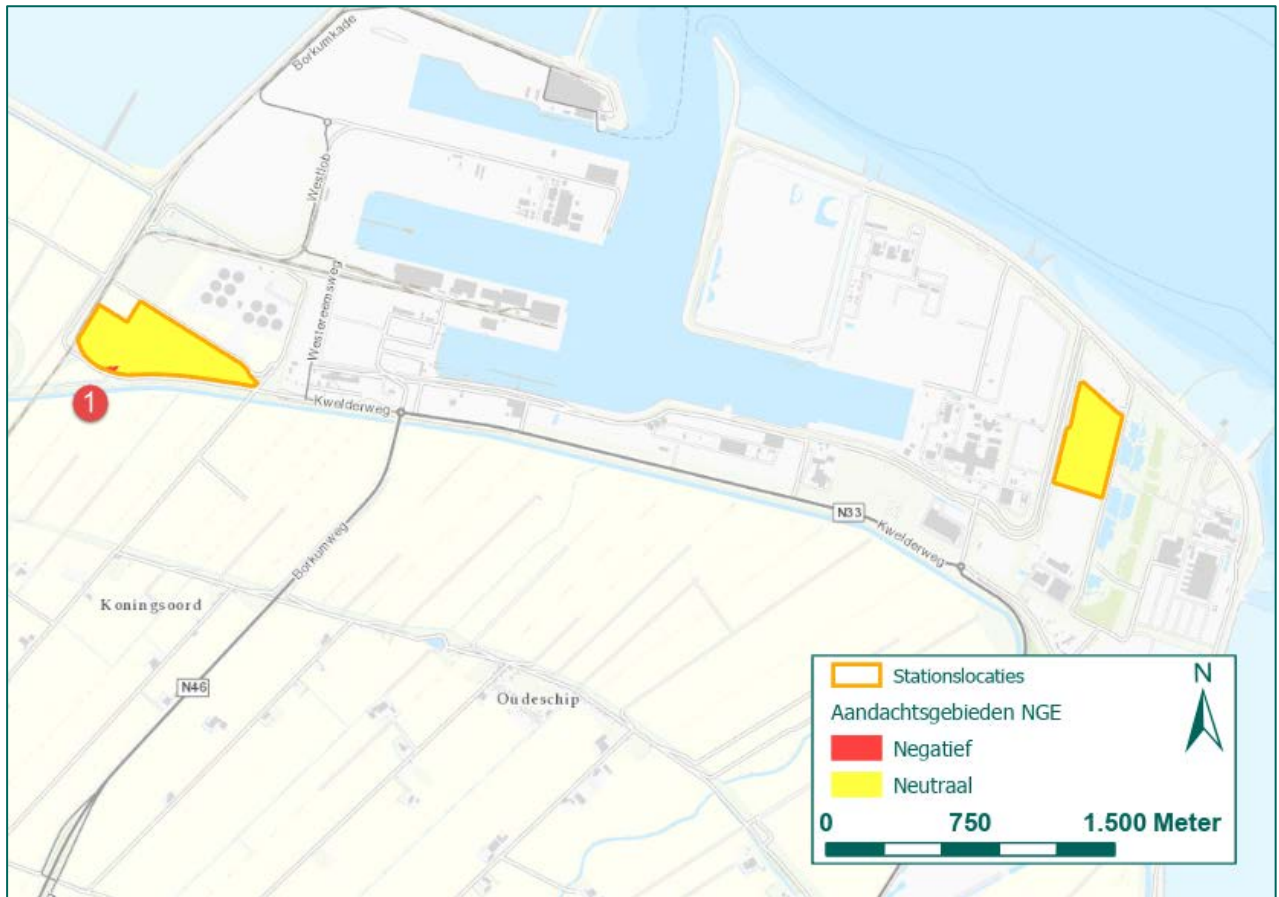 Borkumkade
Westlob
Westereemsweg
1
Kwelderweg
N33
Kwelderweg
Borkumweg
Koningsoord
N46
Oudeschip
Stationslocaties
N
Aandachtsgebieden NGE
Negatief
Neutraal
0 750 1.500 Meter